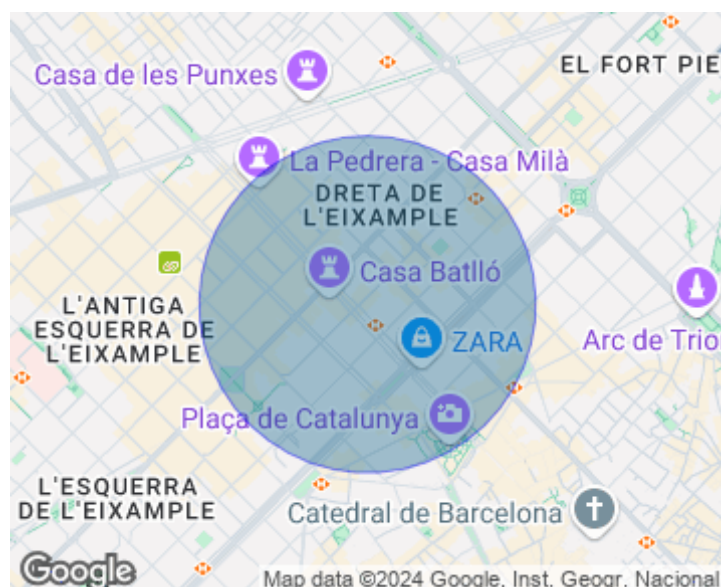 Casa de les Punxes
EL FORT PIE
La Pedrera - Casa Milà
DRETA DE
L'EIXAMPLE
Casa Batlló
L'ANTIGA
ESQUERRA DE
L'EIXAMPLE
ZARA
Arc de Trion
Plaça de Catalunya
L'ESQUERRA
DE L'EIXAMPLE
Catedral de Barcelona
Google
Map data ©2024 Google, Inst. Geogr. Nacional